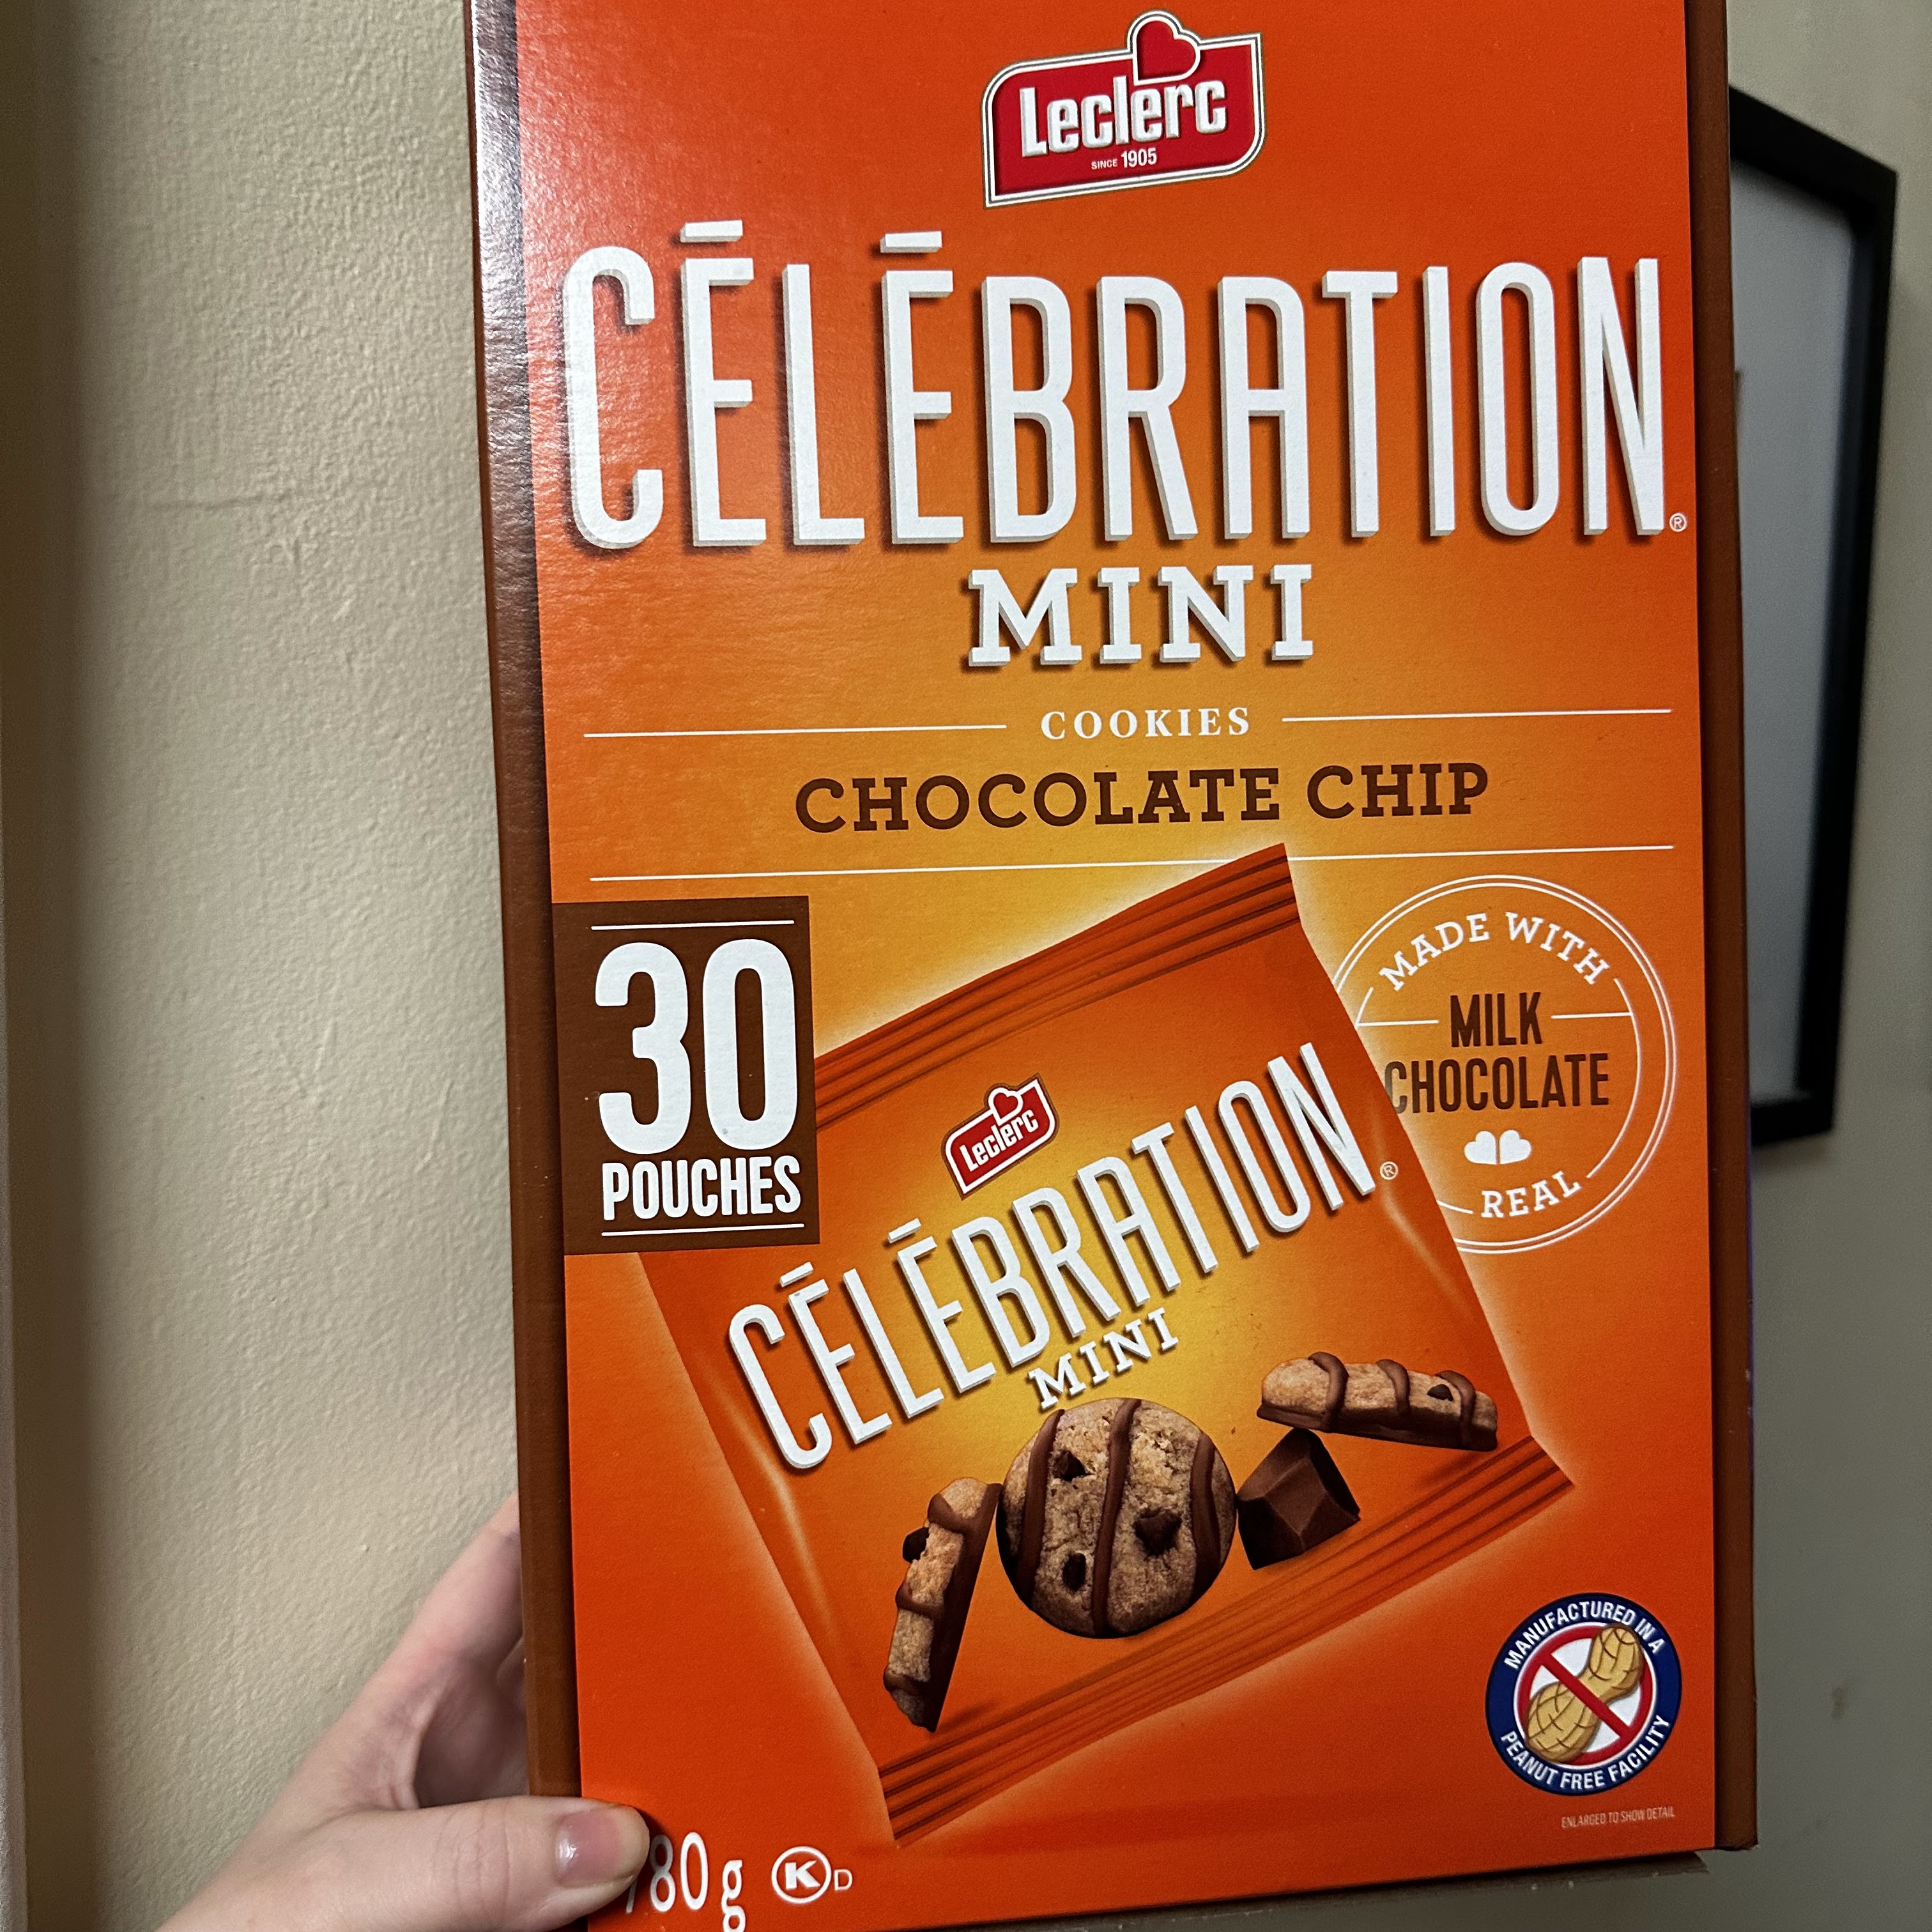 Leclerc
SINCE 1905
CÉLÉBRATION®
MINI
COOKIES
CHOCOLATE CHIP
30
POUCHES
MADE WITH
MILK
CHOCOLATE
REAL
Leclerc
CÉLÉBRATION®
MINI
MANUFACTURED IN A
PEANUT FREE FACILITY
ENLARGED TO SHOW DETAIL
80 g K D